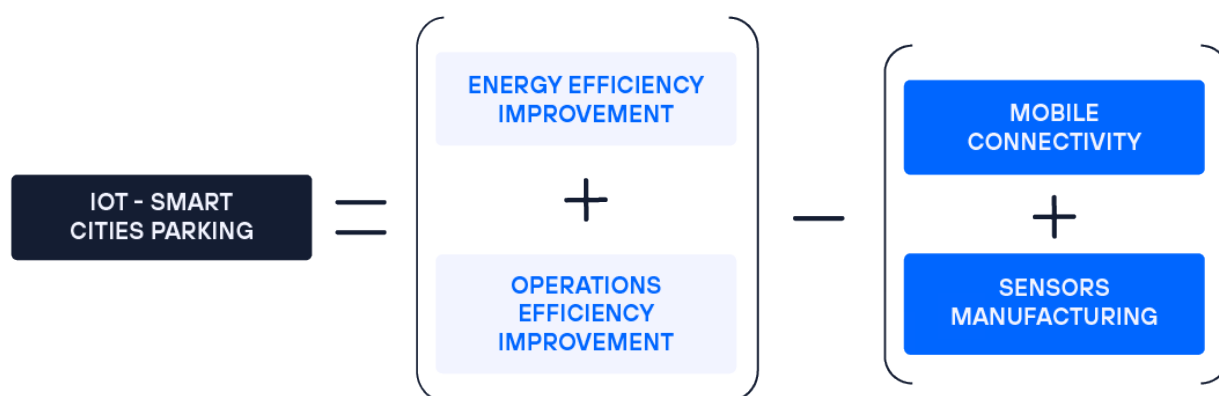 ENERGY EFFICIENCY
IMPROVEMENT
+
OPERATIONS
EFFICIENCY
IMPROVEMENT
IOT - SMART
CITIES PARKING
=
−
MOBILE
CONNECTIVITY
+
SENSORS
MANUFACTURING